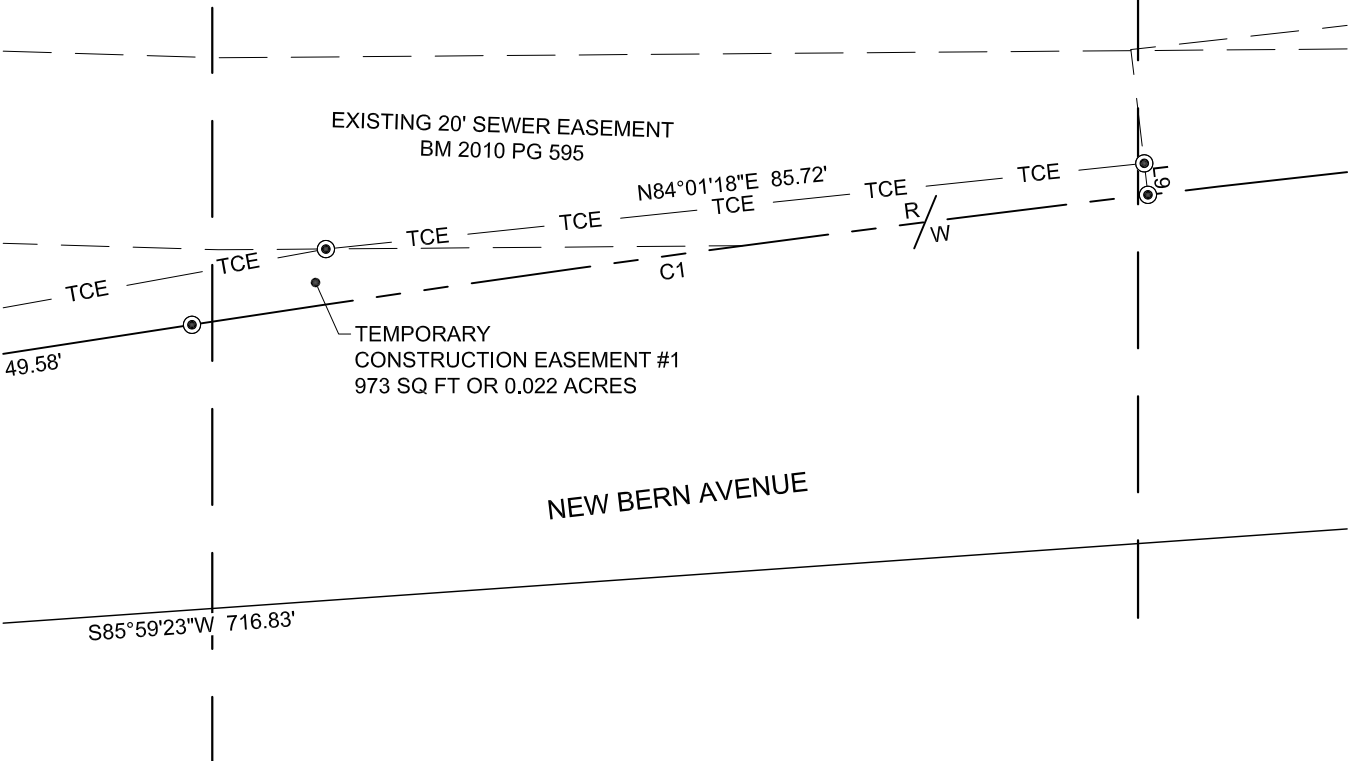 EXISTING 20' SEWER EASEMENT
BM 2010 PG 595
N84°01'18"E 85.72'
TCE
TCE
TCE
TCE
TCE
TCE
TCE
L9
R/W
C1
49.58'
TEMPORARY
CONSTRUCTION EASEMENT #1
973 SQ FT OR 0.022 ACRES
NEW BERN AVENUE
S85°59'23"W 716.83'